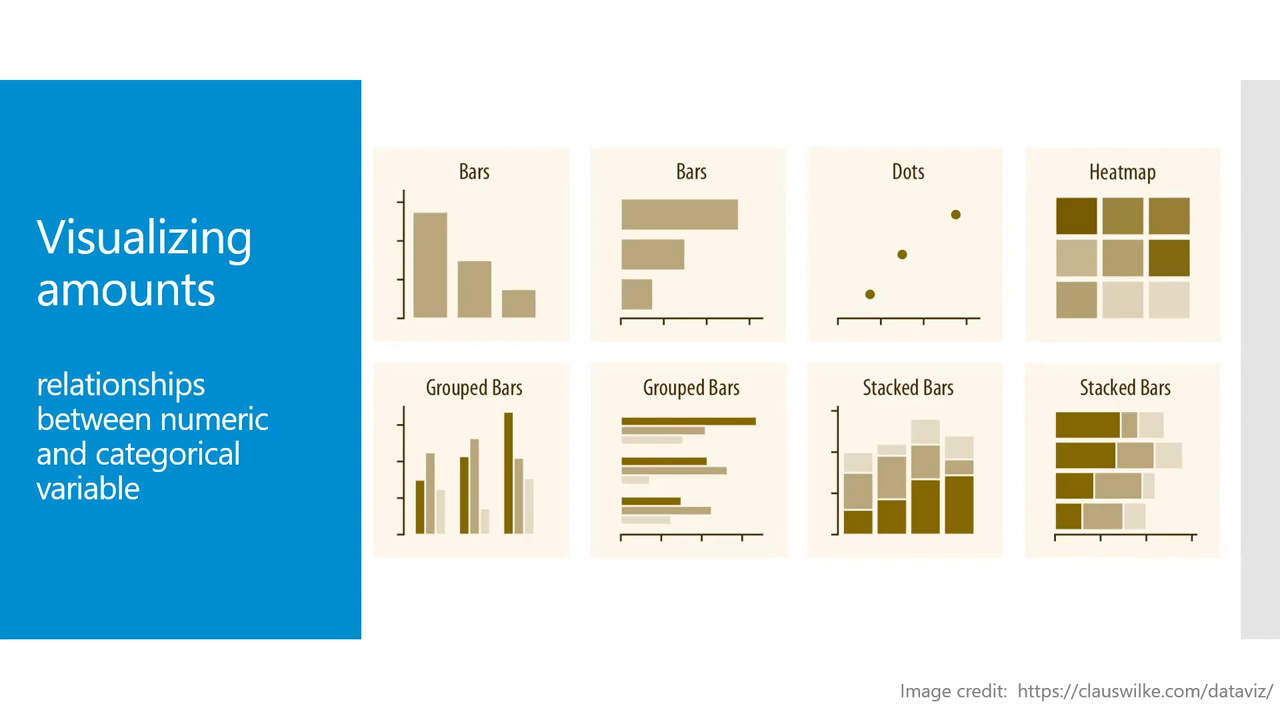 Visualizing
amounts
relationships
between numeric
and categorical
variable
Bars
Bars
Dots
Heatmap
Grouped Bars
Grouped Bars
Stacked Bars
Stacked Bars
Image credit: https://clauswilke.com/dataviz/